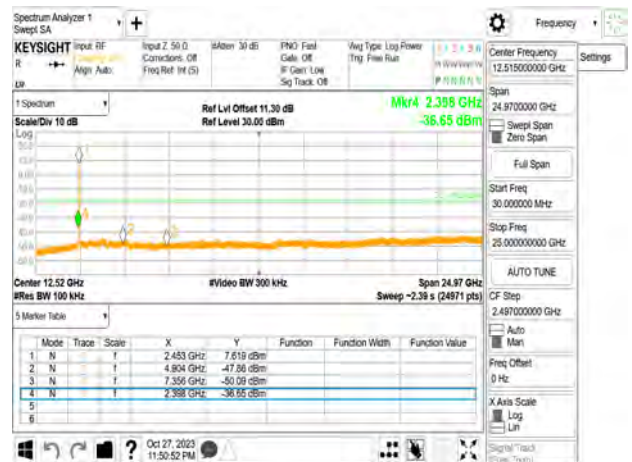 Spectrum Analyzer 1
Swept SA
Frequency
KEYSIGHT
R
Input: RF
Align: Auto
Input Z: 50 Ω
Corrections: Off
Freq Ref: Int (S)
#Atten: 30 dB
PNO: Fast
Gate: Off
IF Gain: Low
Sig Track: Off
Avg Type: Log Power
Trig: Free Run
P N N N N N
Center Frequency
12.515000000 GHz
Settings
Span
24.9700000 GHz
Swept Span
Zero Span
Full Span
Start Freq
30.000000 MHz
Stop Freq
25.000000000 GHz
AUTO TUNE
CF Step
2.497000000 GHz
Auto
Man
Freq Offset
0 Hz
X Axis Scale
Log
Lin
Signal Track
1 Spectrum
Scale/Div 10 dB
Log
Ref Lvl Offset 11.30 dB
Ref Level 30.00 dBm
Mkr4 2.398 GHz
-36.65 dBm
1
4
2
3
Center 12.52 GHz
#Res BW 100 kHz
#Video BW 300 kHz
Span 24.97 GHz
Sweep ~2.39 s (24971 pts)
5 Marker Table
Mode Trace Scale X Y Function Function Width Function Value
1 N f 2.453 GHz 7.619 dBm
2 N f 4.904 GHz -47.86 dBm
3 N f 7.356 GHz -50.09 dBm
4 N f 2.398 GHz -36.65 dBm
5
6
?
Oct 27, 2023
11:50:52 PM